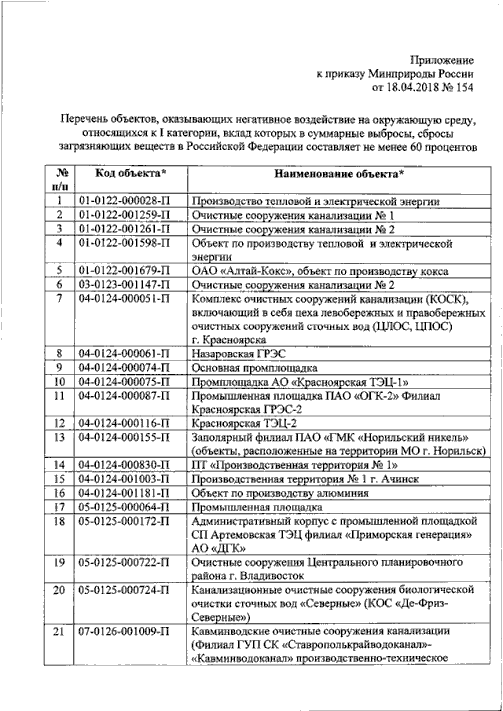 Приложение
к приказу Минприроды России
от 18.04.2018 № 154
Перечень объектов, оказывающих негативное воздействие на окружающую среду,
относящихся к I категории, вклад которых в суммарные выбросы, сбросы
загрязняющих веществ в Российской Федерации составляет не менее 60 процентов
№ п/п Код объекта* Наименование объекта*
1 01-0122-000028-П Производство тепловой и электрической энергии
2 01-0122-001259-П Очистные сооружения канализации № 1
3 01-0122-001261-П Очистные сооружения канализации № 2
4 01-0122-001598-П Объект по производству тепловой и электрической
энергии
5 01-0122-001679-П ОАО «Алтай-Кокс», объект по производству кокса
6 03-0123-001147-П Очистные сооружения канализации № 2
7 04-0124-000051-П Комплекс очистных сооружений канализации (КОСК),
включающий в себя цеха левобережных и правобережных
очистных сооружений сточных вод (ЦЛОС, ЦПОС)
г. Красноярска
8 04-0124-000061-П Назаровская ГРЭС
9 04-0124-000074-П Основная промплощадка
10 04-0124-000075-П Промплощадка АО «Красноярская ТЭЦ-1»
11 04-0124-000087-П Промышленная площадка ПАО «ОГК-2» Филиал
Красноярская ГРЭС-2
12 04-0124-000116-П Красноярская ТЭЦ-2
13 04-0124-000155-П Заполярный филиал ПАО «ГМК «Норильский никель»
(объекты, расположенные на территории МО г. Норильск)
14 04-0124-000830-П ПТ «Производственная территория № 1»
15 04-0124-001003-П Производственная территория № 1 г. Ачинск
16 04-0124-001181-П Объект по производству алюминия
17 05-0125-000064-П Промышленная площадка
18 05-0125-000172-П Административный корпус с промышленной площадкой
СП Артемовская ТЭЦ филиал «Приморская генерация»
АО «ДГК»
19 05-0125-000722-П Очистные сооружения Центрального планировочного
района г. Владивосток
20 05-0125-000724-П Канализационные очистные сооружения биологической
очистки сточных вод «Северные» (КОС «Де-Фриз-
Северные»)
21 07-0126-001009-П Кавминводские очистные сооружения канализации
(Филиал ГУП СК «Ставрополькрайводоканал»-
«Кавминводоканал» производственно-техническое